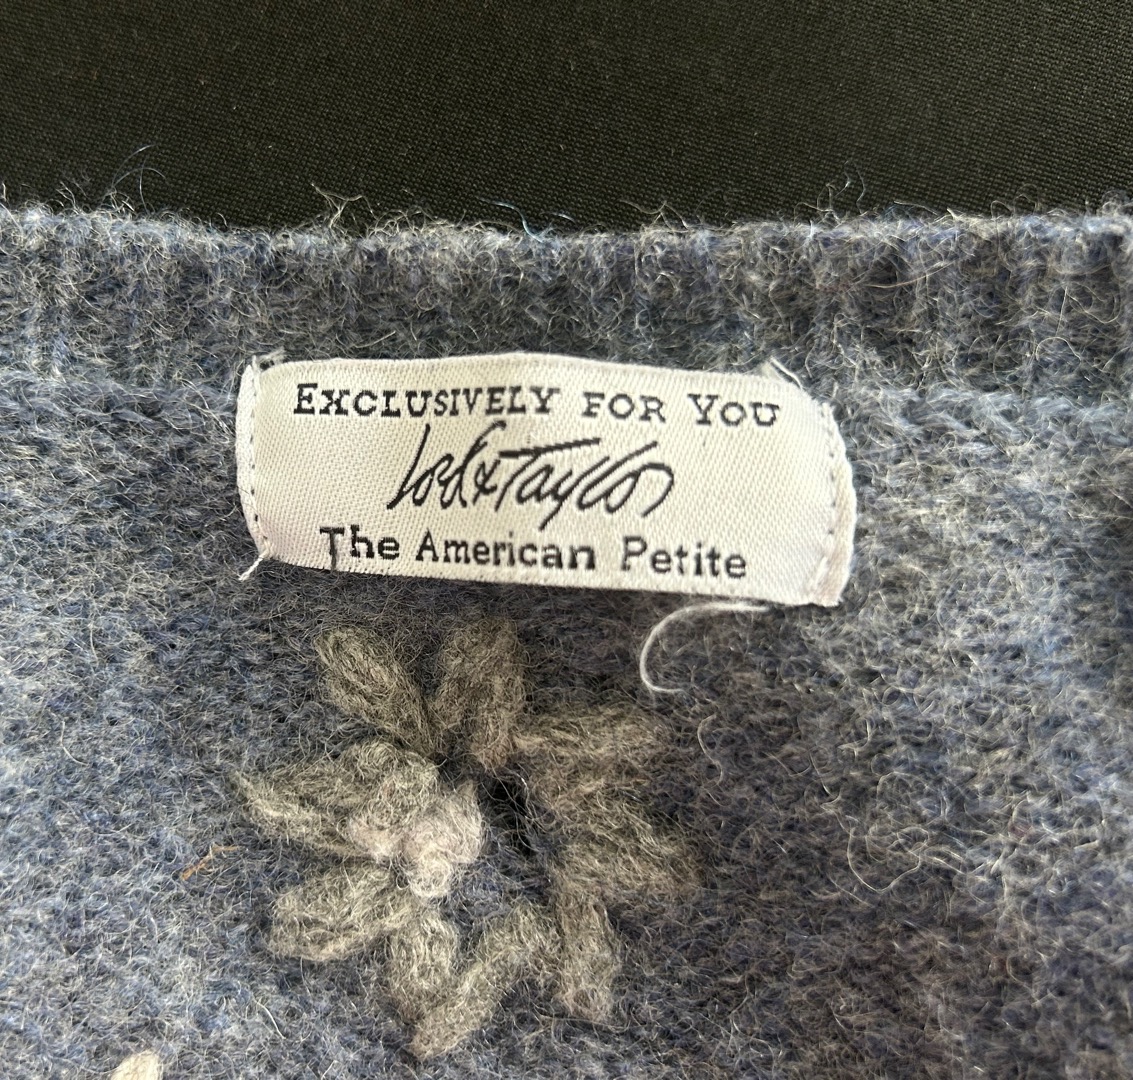 EXCLUSIVELY FOR YOU
Lord & Taylor
The American Petite